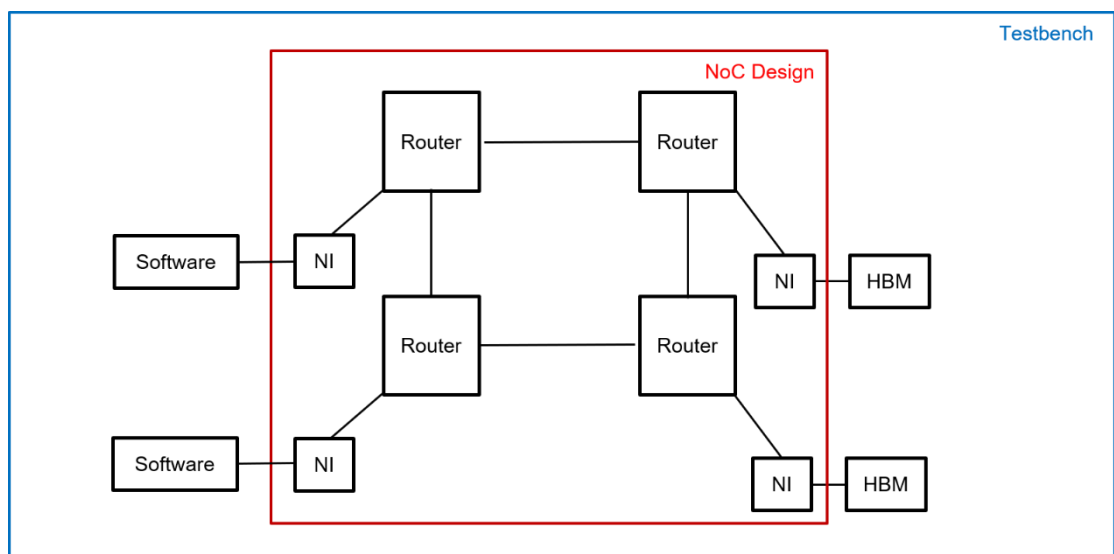 Testbench
NoC Design
Router
Router
Software
NI
NI
HBM
Router
Router
Software
NI
NI
HBM